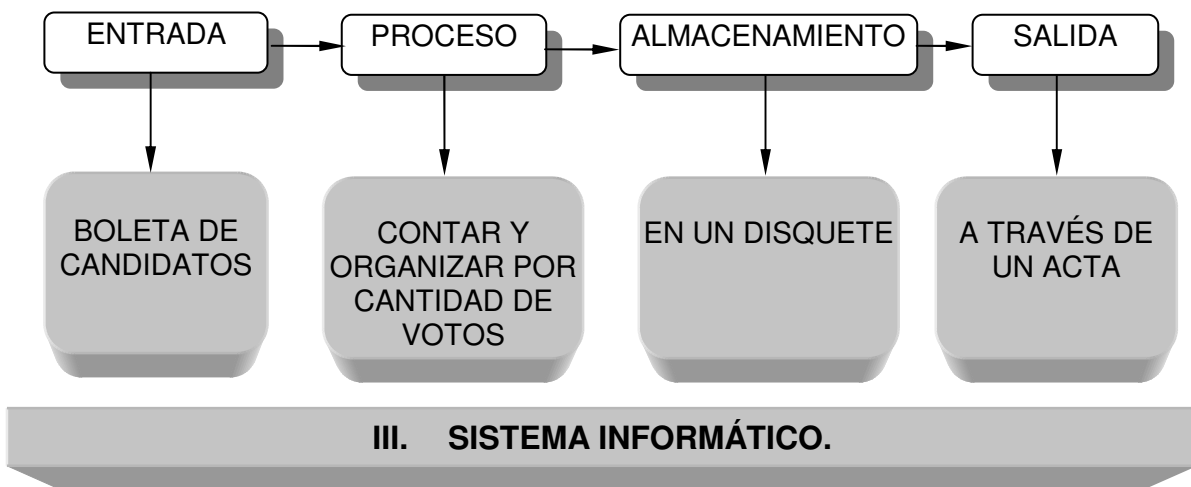 ENTRADA
PROCESO
ALMACENAMIENTO
SALIDA
BOLETA DE
CANDIDATOS
CONTAR Y
ORGANIZAR POR
CANTIDAD DE
VOTOS
EN UN DISQUETE
A TRAVÉS DE
UN ACTA
III. SISTEMA INFORMÁTICO.